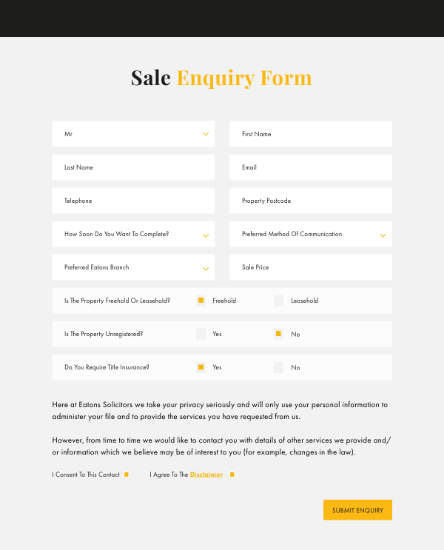 Sale Enquiry Form
Mr
First Name
Last Name
Email
Telephone
Property Postcode
How Soon Do You Want To Complete?
Preferred Method Of Communication
Preferred Eatons Branch
Sale Price
Is The Property Freehold Or Leasehold? Freehold Leasehold
Is The Property Unregistered? Yes No
Do You Require Title Insurance? Yes No
Here at Eatons Solicitors we take your privacy seriously and will only use your personal information to
administer your file and to provide the services you have requested from us.
However, from time to time we would like to contact you with details of other services we provide and/
or information which we believe may be of interest to you (for example, changes in the law).
I Consent To This Contact I Agree To The Disclaimer
SUBMIT ENQUIRY